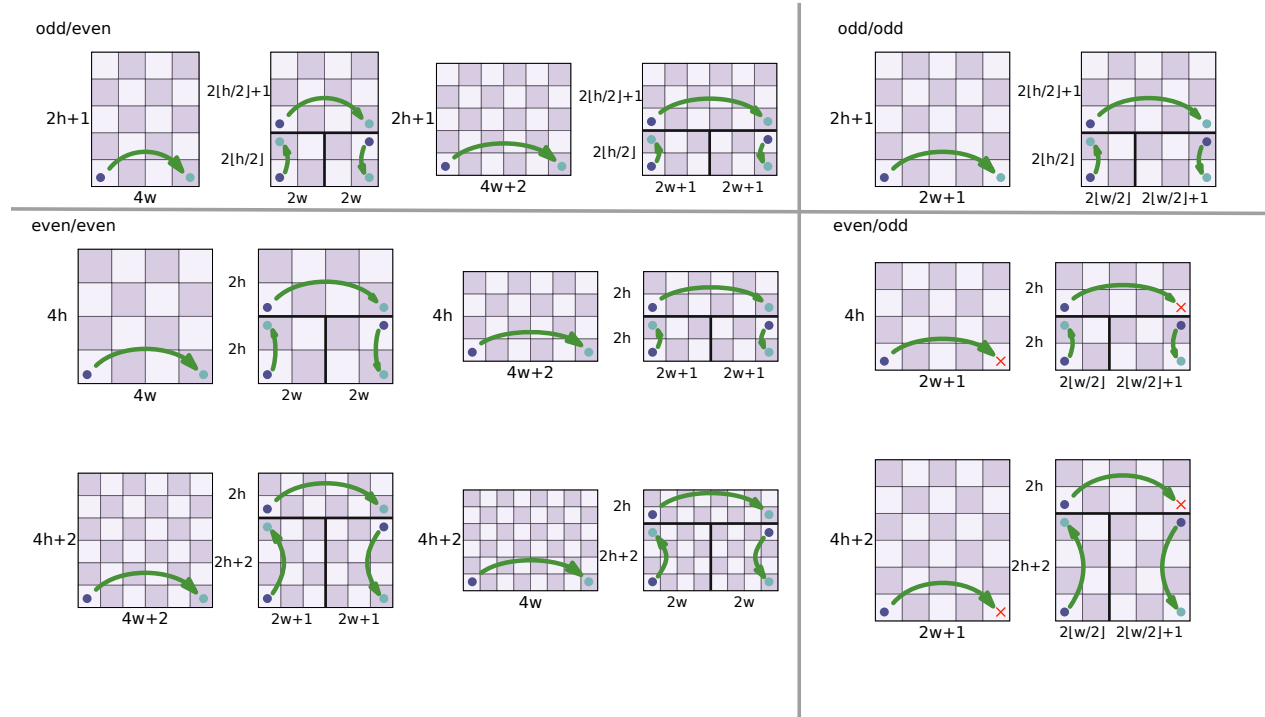 odd/even
2h+1
4w
2⌊h/2⌋+1
2⌊h/2⌋
2w 2w
2h+1
4w+2
2⌊h/2⌋+1
2⌊h/2⌋
2w+1 2w+1
odd/odd
2h+1
2w+1
2⌊h/2⌋+1
2⌊h/2⌋
2⌊w/2⌋ 2⌊w/2⌋+1
even/even
4h
4w
2h
2h
2w 2w
4h
4w+2
2h
2h
2w+1 2w+1
4h+2
4w+2
2h
2h+2
2w+1 2w+1
4h+2
4w
2h
2h+2
2w 2w
even/odd
4h
2w+1
2h
2h
2⌊w/2⌋ 2⌊w/2⌋+1
4h+2
2w+1
2h
2h+2
2⌊w/2⌋ 2⌊w/2⌋+1